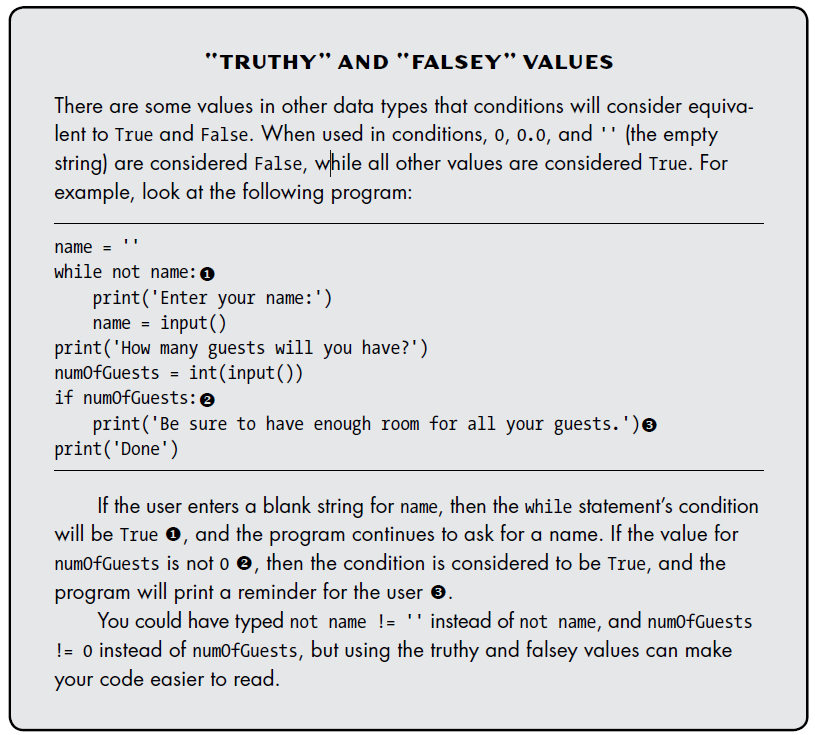 "TRUTHY" AND "FALSEY" VALUES
There are some values in other data types that conditions will consider equiva-
lent to True and False. When used in conditions, 0, 0.0, and '' (the empty
string) are considered False, while all other values are considered True. For
example, look at the following program:
name = ''
while not name:❶
    print('Enter your name:')
    name = input()
print('How many guests will you have?')
numOfGuests = int(input())
if numOfGuests:❷
    print('Be sure to have enough room for all your guests.')❸
print('Done')
If the user enters a blank string for name, then the while statement's condition
will be True ❶, and the program continues to ask for a name. If the value for
numOfGuests is not 0 ❷, then the condition is considered to be True, and the
program will print a reminder for the user ❸.
You could have typed not name != '' instead of not name, and numOfGuests
!= 0 instead of numOfGuests, but using the truthy and falsey values can make
your code easier to read.